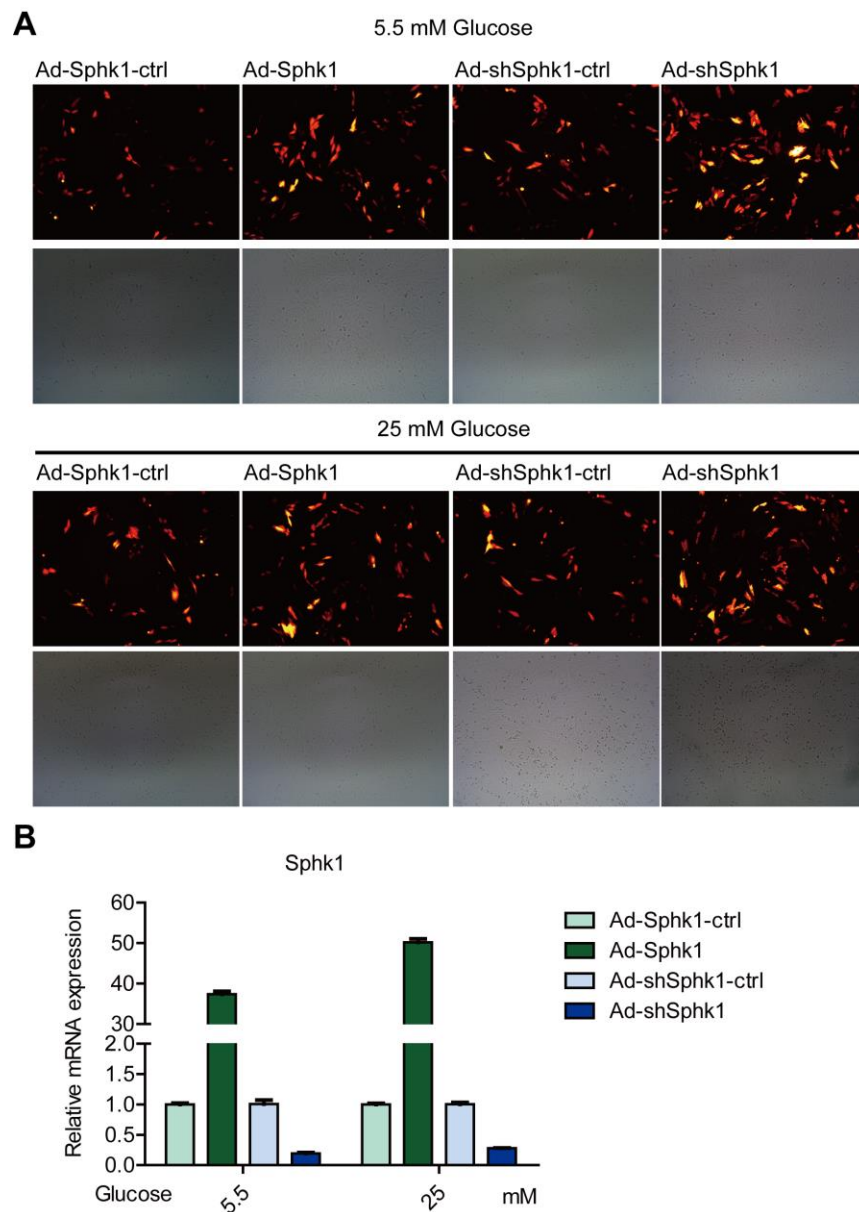 A
5.5 mM Glucose
Ad-Sphk1-ctrl Ad-Sphk1 Ad-shSphk1-ctrl Ad-shSphk1
25 mM Glucose
Ad-Sphk1-ctrl Ad-Sphk1 Ad-shSphk1-ctrl Ad-shSphk1
B
Sphk1
Relative mRNA expression
60
50
40
30
2.0
1.5
1.0
0.5
0.0
Glucose 5.5 25 mM
Ad-Sphk1-ctrl
Ad-Sphk1
Ad-shSphk1-ctrl
Ad-shSphk1